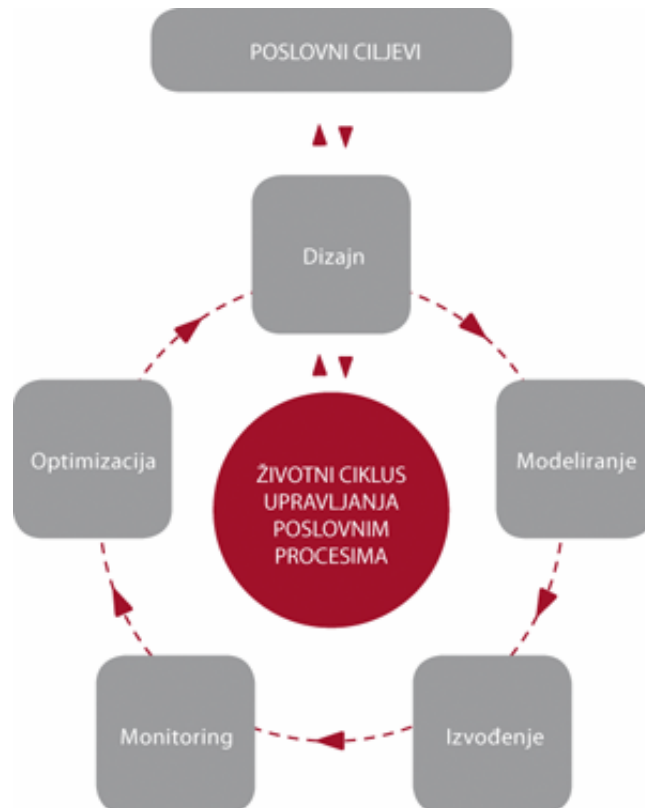 POSLOVNI CILJEVI
Dizajn
Optimizacija
Modeliranje
ŽIVOTNI CIKLUS
UPRAVLJANJA
POSLOVNIM
PROCESIMA
Monitoring
Izvođenje